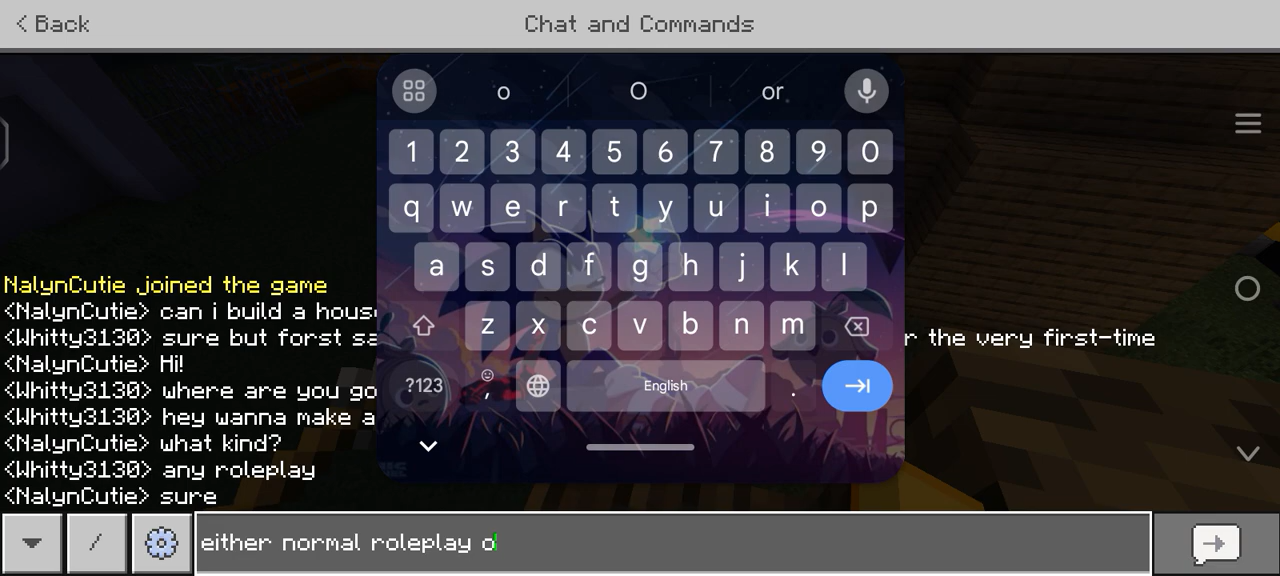 Back
Chat and Commands
o O or
1 2 3 4 5 6 7 8 9 0
q w e r t y u i o p
a s d f g h j k l
z x c v b n m
?123 , English .
NalynCutie joined the game
<NalynCutie> can i build a hous
<Whitty3130> sure but forst sa r the very first-time
<NalynCutie> Hi!
<Whitty3130> where are you go
<Whitty3130> hey wanna make a
<NalynCutie> what kind?
<Whitty3130> any roleplay
<NalynCutie> sure
/ either normal roleplay o